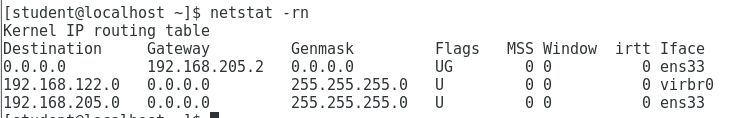 [student@localhost ~]$ netstat -rn
Kernel IP routing table
Destination     Gateway         Genmask         Flags   MSS Window  irtt Iface
0.0.0.0         192.168.205.2   0.0.0.0         UG        0 0          0 ens33
192.168.122.0   0.0.0.0         255.255.255.0   U         0 0          0 virbr0
192.168.205.0   0.0.0.0         255.255.255.0   U         0 0          0 ens33
[student@localhost ~]$